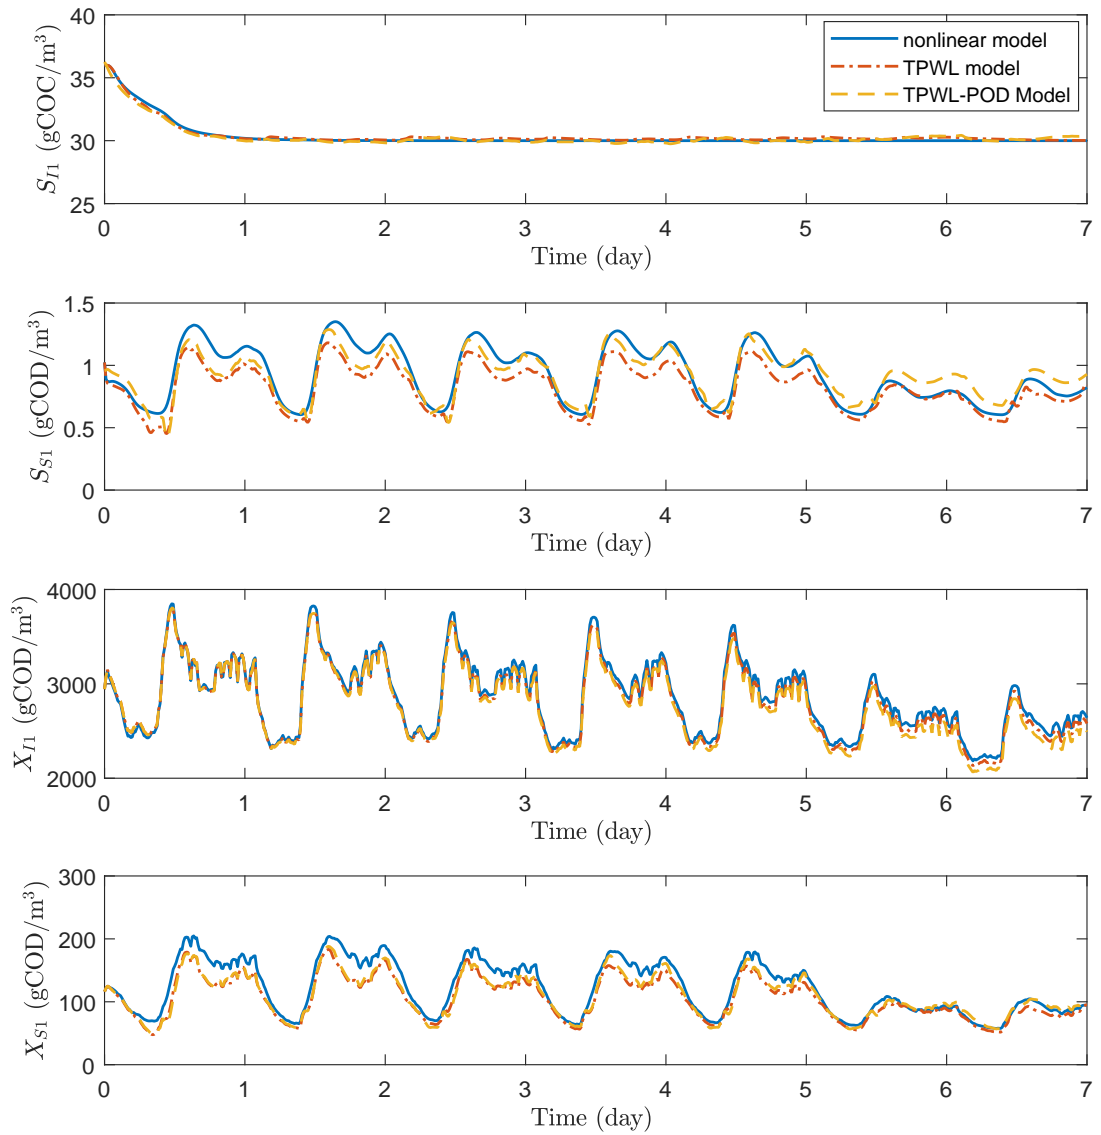 40
35
30
25
S_{I1} (gCOC/m³)
nonlinear model
TPWL model
TPWL-POD Model
0 1 2 3 4 5 6 7
Time (day)
1.5
1
0.5
0
S_{S1} (gCOD/m³)
0 1 2 3 4 5 6 7
Time (day)
4000
3000
2000
X_{I1} (gCOD/m³)
0 1 2 3 4 5 6 7
Time (day)
300
200
100
0
X_{S1} (gCOD/m³)
0 1 2 3 4 5 6 7
Time (day)